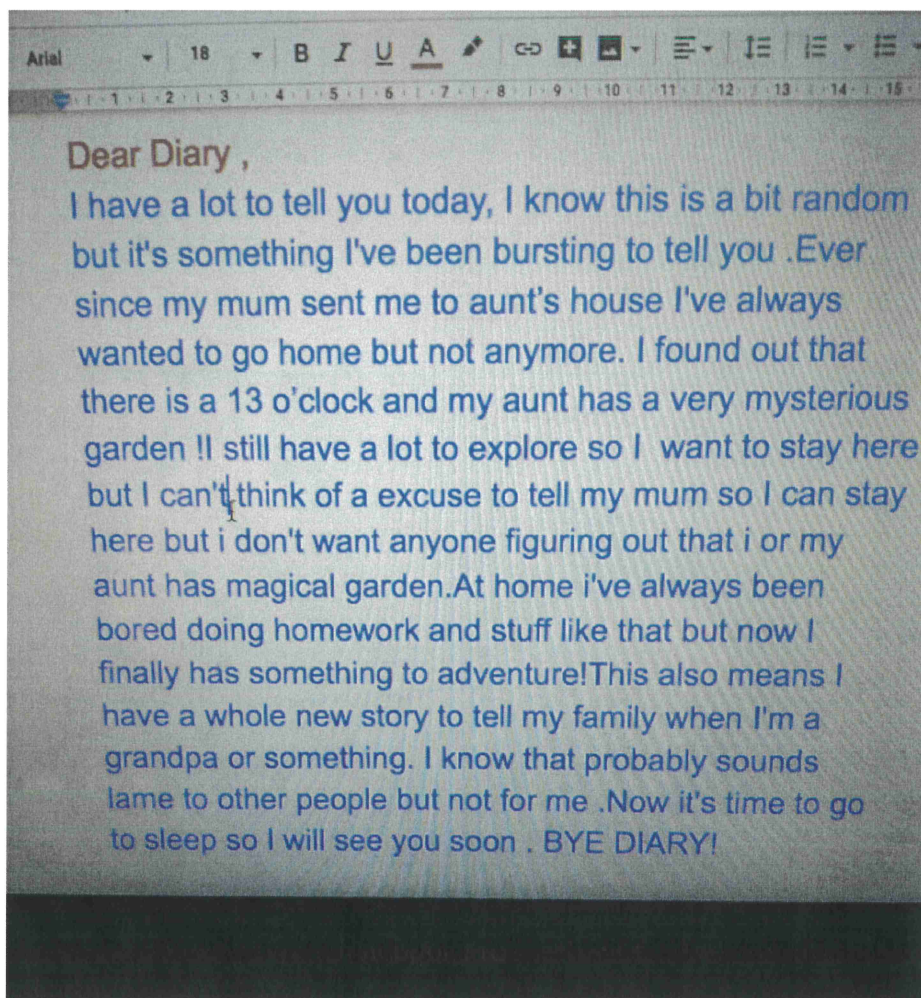 Arial 18 B I U A
1 2 3 4 5 6 7 8 9 10 11 12 13 14 15
Dear Diary ,
I have a lot to tell you today, I know this is a bit random
but it's something I've been bursting to tell you .Ever
since my mum sent me to aunt's house I've always
wanted to go home but not anymore. I found out that
there is a 13 o'clock and my aunt has a very mysterious
garden !I still have a lot to explore so I  want to stay here
but I can't think of a excuse to tell my mum so I can stay
here but i don't want anyone figuring out that i or my
aunt has magical garden.At home i've always been
bored doing homework and stuff like that but now I
finally has something to adventure!This also means I
have a whole new story to tell my family when I'm a
grandpa or something. I know that probably sounds
lame to other people but not for me .Now it's time to go
to sleep so I will see you soon . BYE DIARY!